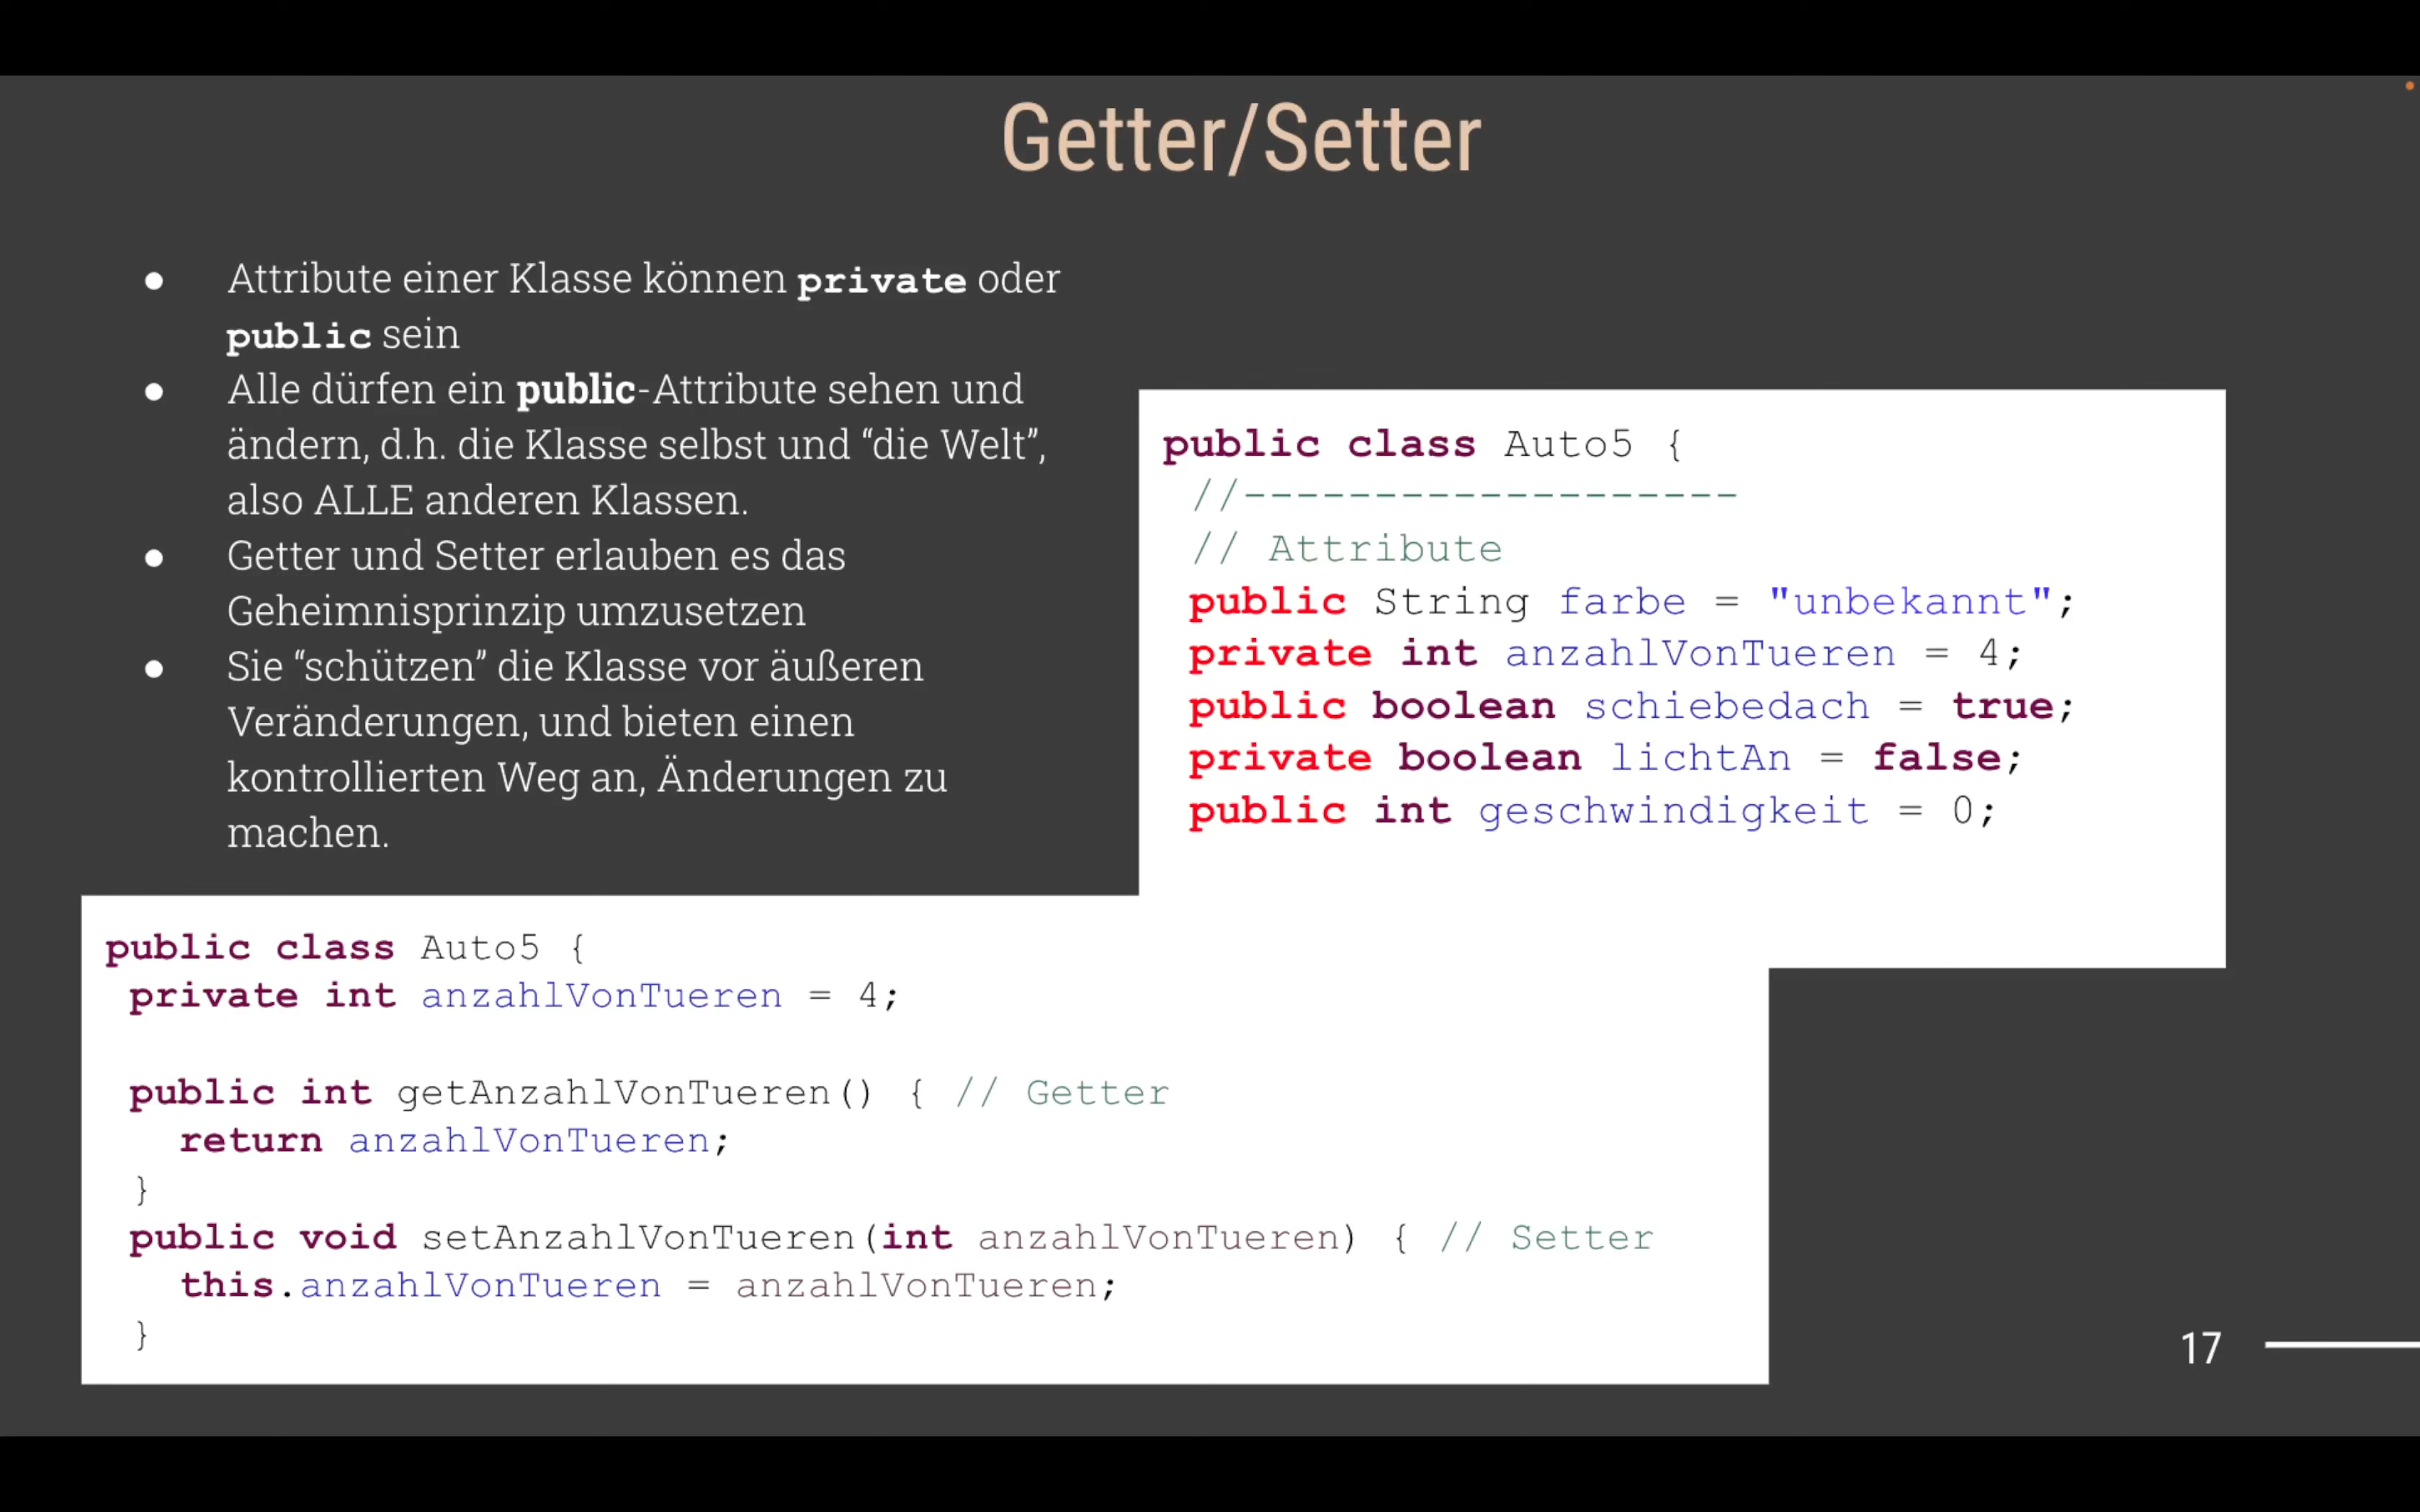 Getter/Setter
● Attribute einer Klasse können private oder
public sein
● Alle dürfen ein public-Attribute sehen und
ändern, d.h. die Klasse selbst und “die Welt”,
also ALLE anderen Klassen.
● Getter und Setter erlauben es das
Geheimnisprinzip umzusetzen
● Sie “schützen” die Klasse vor äußeren
Veränderungen, und bieten einen
kontrollierten Weg an, Änderungen zu
machen.
public class Auto5 {
//-------------------
// Attribute
public String farbe = "unbekannt";
private int anzahlVonTueren = 4;
public boolean schiebedach = true;
private boolean lichtAn = false;
public int geschwindigkeit = 0;
public class Auto5 {
private int anzahlVonTueren = 4;
public int getAnzahlVonTueren() { // Getter
return anzahlVonTueren;
}
public void setAnzahlVonTueren(int anzahlVonTueren) { // Setter
this.anzahlVonTueren = anzahlVonTueren;
}
17